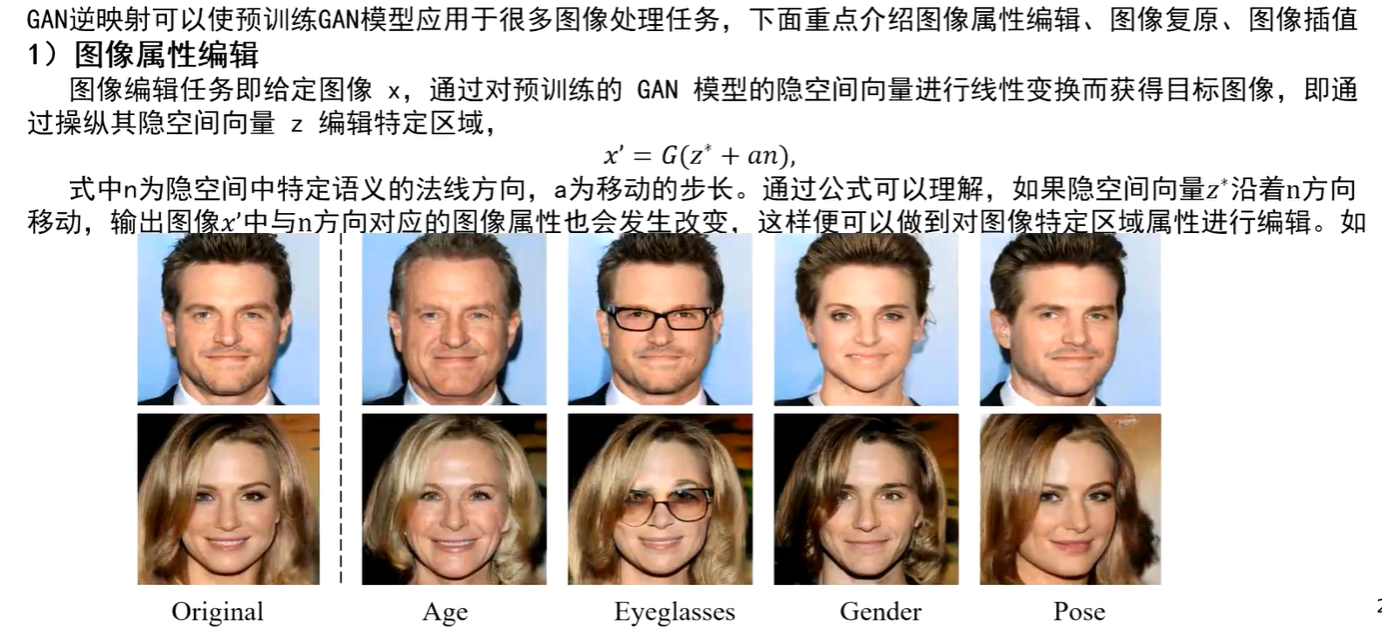 GAN逆映射可以使预训练GAN模型应用于很多图像处理任务，下面重点介绍图像属性编辑、图像复原、图像插值
1）图像属性编辑
图像编辑任务即给定图像 x，通过对预训练的 GAN 模型的隐空间向量进行线性变换而获得目标图像，即通
过操纵其隐空间向量 z 编辑特定区域，
x′ = G(z* + an),
式中n为隐空间中特定语义的法线方向，a为移动的步长。通过公式可以理解，如果隐空间向量z*沿着n方向
移动，输出图像x′中与n方向对应的图像属性也会发生改变，这样便可以做到对图像特定区域属性进行编辑。如
Original Age Eyeglasses Gender Pose
2